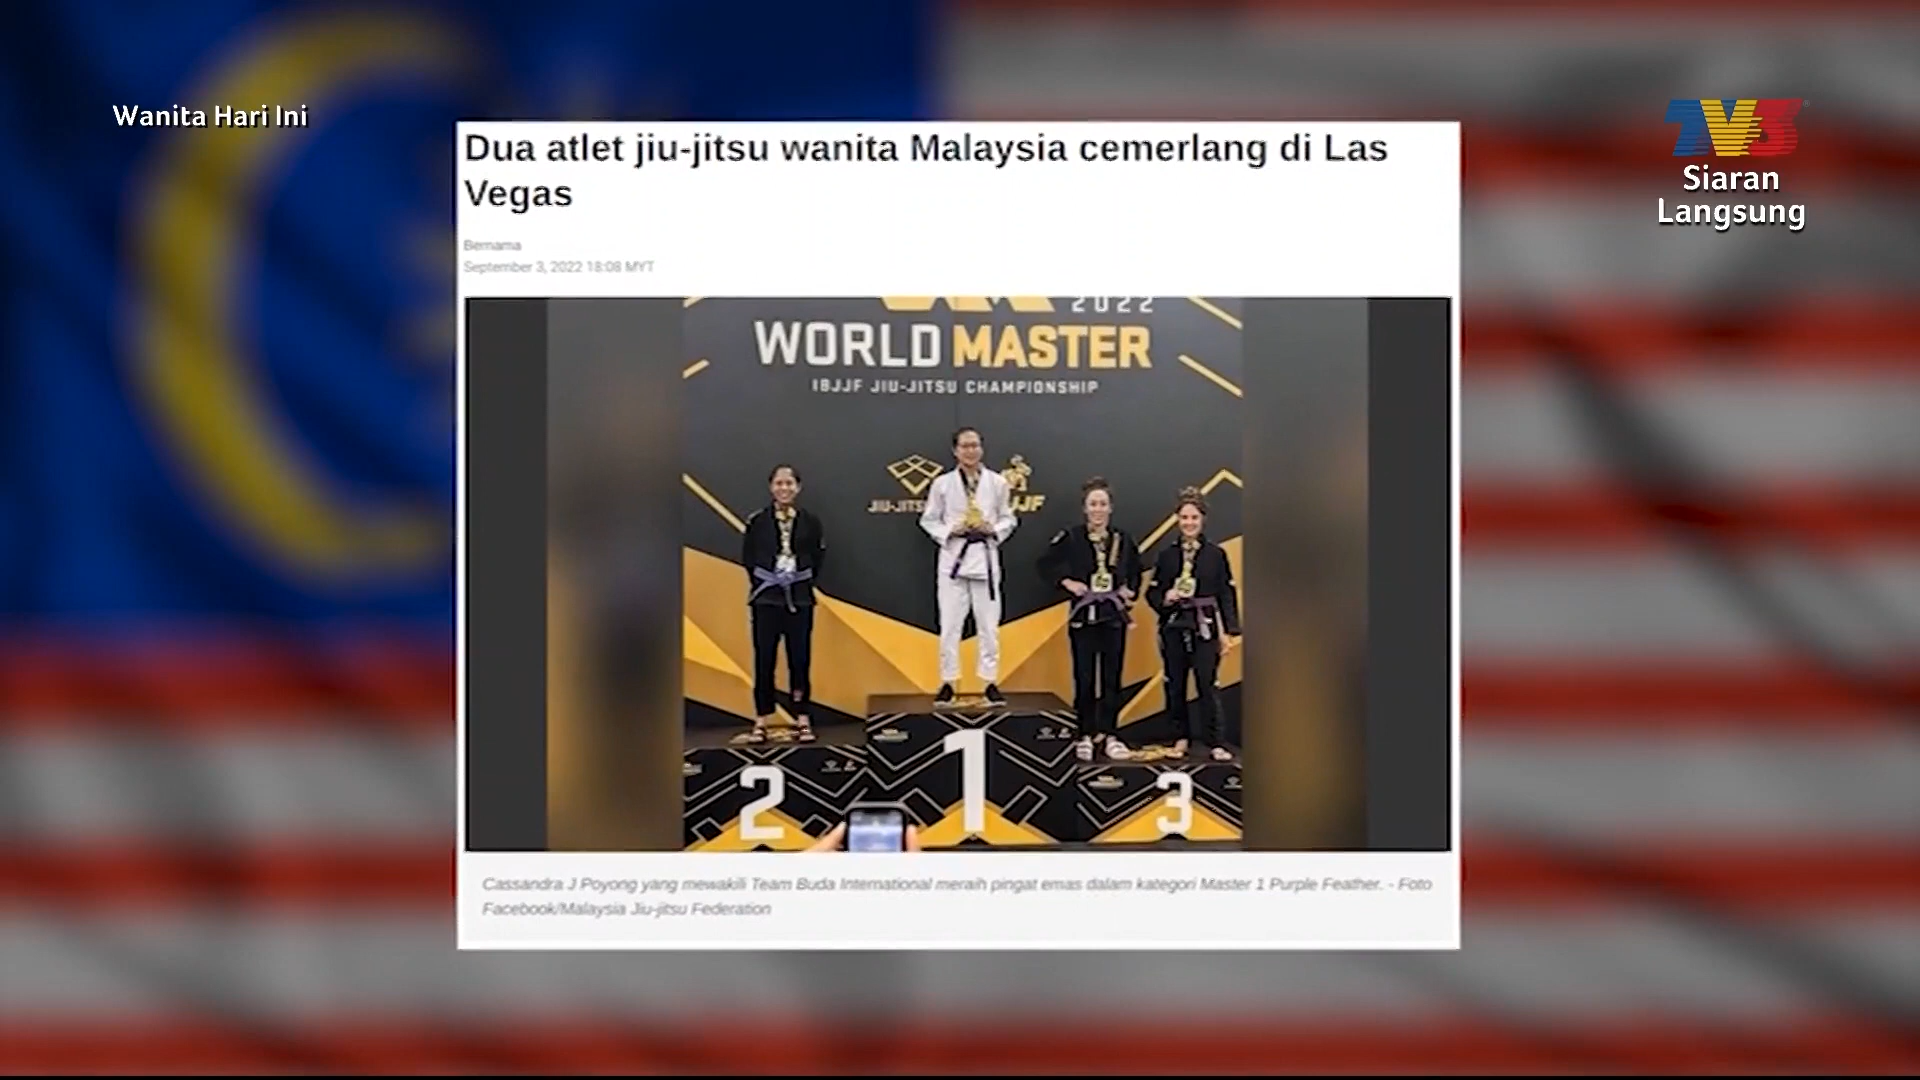 Wanita Hari Ini
TV3
Siaran
Langsung
Dua atlet jiu-jitsu wanita Malaysia cemerlang di Las
Vegas
Bernama
September 3, 2022 18:08 MYT
2022
WORLD MASTER
IBJJF JIU-JITSU CHAMPIONSHIP
2
1
3
Cassandra J Poyong yang mewakili Team Buda International meraih pingat emas dalam kategori Master 1 Purple Feather. - Foto
Facebook/Malaysia Jiu-jitsu Federation